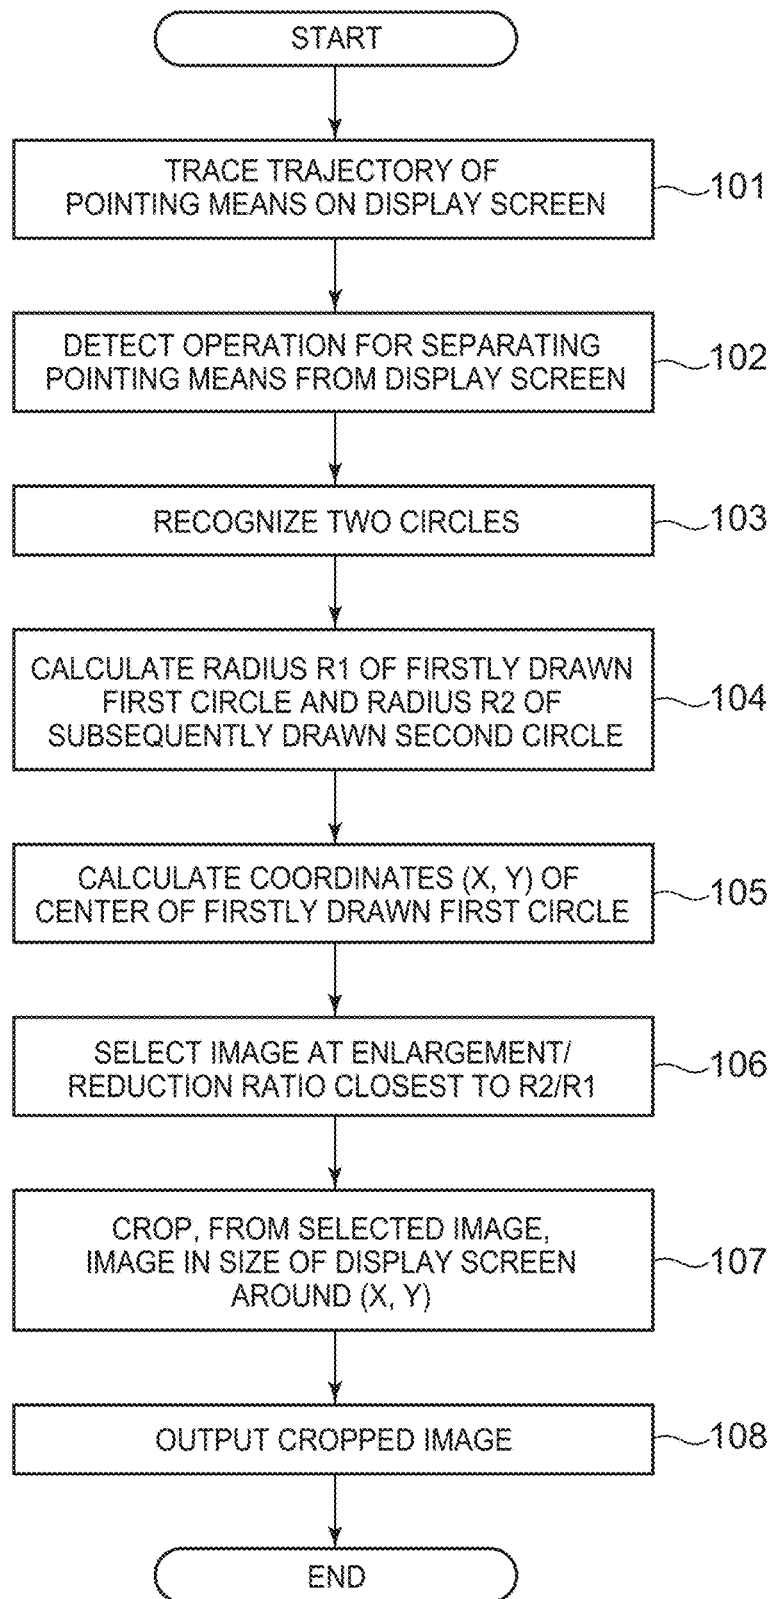 START
TRACE TRAJECTORY OF
POINTING MEANS ON DISPLAY SCREEN
101
DETECT OPERATION FOR SEPARATING
POINTING MEANS FROM DISPLAY SCREEN
102
RECOGNIZE TWO CIRCLES
103
CALCULATE RADIUS R1 OF FIRSTLY DRAWN
FIRST CIRCLE AND RADIUS R2 OF
SUBSEQUENTLY DRAWN SECOND CIRCLE
104
CALCULATE COORDINATES (X, Y) OF
CENTER OF FIRSTLY DRAWN FIRST CIRCLE
105
SELECT IMAGE AT ENLARGEMENT/
REDUCTION RATIO CLOSEST TO R2/R1
106
CROP, FROM SELECTED IMAGE,
IMAGE IN SIZE OF DISPLAY SCREEN
AROUND (X, Y)
107
OUTPUT CROPPED IMAGE
108
END